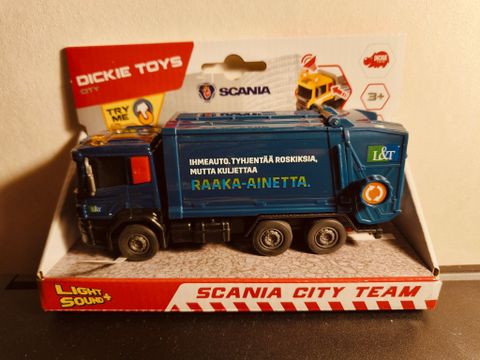 DICKIE TOYS
CITY
SCANIA
3+
TRY
ME
IHMEAUTO. TYHJENTÄÄ ROSKIKSIA,
MUTTA KULJETTAA
RAAKA-AINETTA.
L&T
L&T
LIGHT
SOUND+
SCANIA CITY TEAM